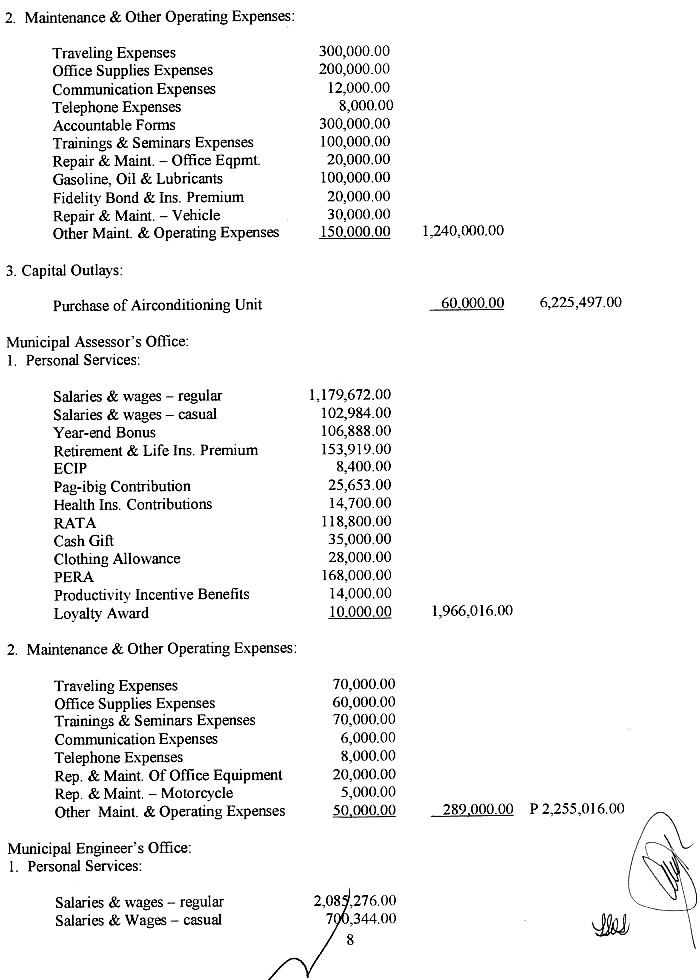 2. Maintenance & Other Operating Expenses:
Traveling Expenses 300,000.00
Office Supplies Expenses 200,000.00
Communication Expenses 12,000.00
Telephone Expenses 8,000.00
Accountable Forms 300,000.00
Trainings & Seminars Expenses 100,000.00
Repair & Maint. – Office Eqpmt. 20,000.00
Gasoline, Oil & Lubricants 100,000.00
Fidelity Bond & Ins. Premium 20,000.00
Repair & Maint. – Vehicle 30,000.00
Other Maint. & Operating Expenses 150,000.00 1,240,000.00
3. Capital Outlays:
Purchase of Airconditioning Unit 60,000.00 6,225,497.00
Municipal Assessor's Office:
1. Personal Services:
Salaries & wages – regular 1,179,672.00
Salaries & wages – casual 102,984.00
Year-end Bonus 106,888.00
Retirement & Life Ins. Premium 153,919.00
ECIP 8,400.00
Pag-ibig Contribution 25,653.00
Health Ins. Contributions 14,700.00
RATA 118,800.00
Cash Gift 35,000.00
Clothing Allowance 28,000.00
PERA 168,000.00
Productivity Incentive Benefits 14,000.00
Loyalty Award 10,000.00 1,966,016.00
2. Maintenance & Other Operating Expenses:
Traveling Expenses 70,000.00
Office Supplies Expenses 60,000.00
Trainings & Seminars Expenses 70,000.00
Communication Expenses 6,000.00
Telephone Expenses 8,000.00
Rep. & Maint. Of Office Equipment 20,000.00
Rep. & Maint. – Motorcycle 5,000.00
Other Maint. & Operating Expenses 50,000.00 289,000.00 P 2,255,016.00
Municipal Engineer's Office:
1. Personal Services:
Salaries & wages – regular 2,085,276.00
Salaries & Wages – casual 700,344.00
8